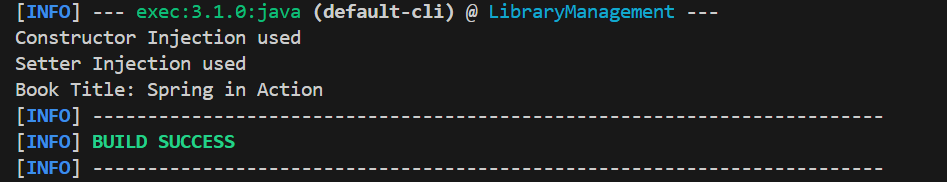 [INFO] --- exec:3.1.0:java (default-cli) @ LibraryManagement ---
Constructor Injection used
Setter Injection used
Book Title: Spring in Action
[INFO] ------------------------------------------------------------------------
[INFO] BUILD SUCCESS
[INFO] ------------------------------------------------------------------------